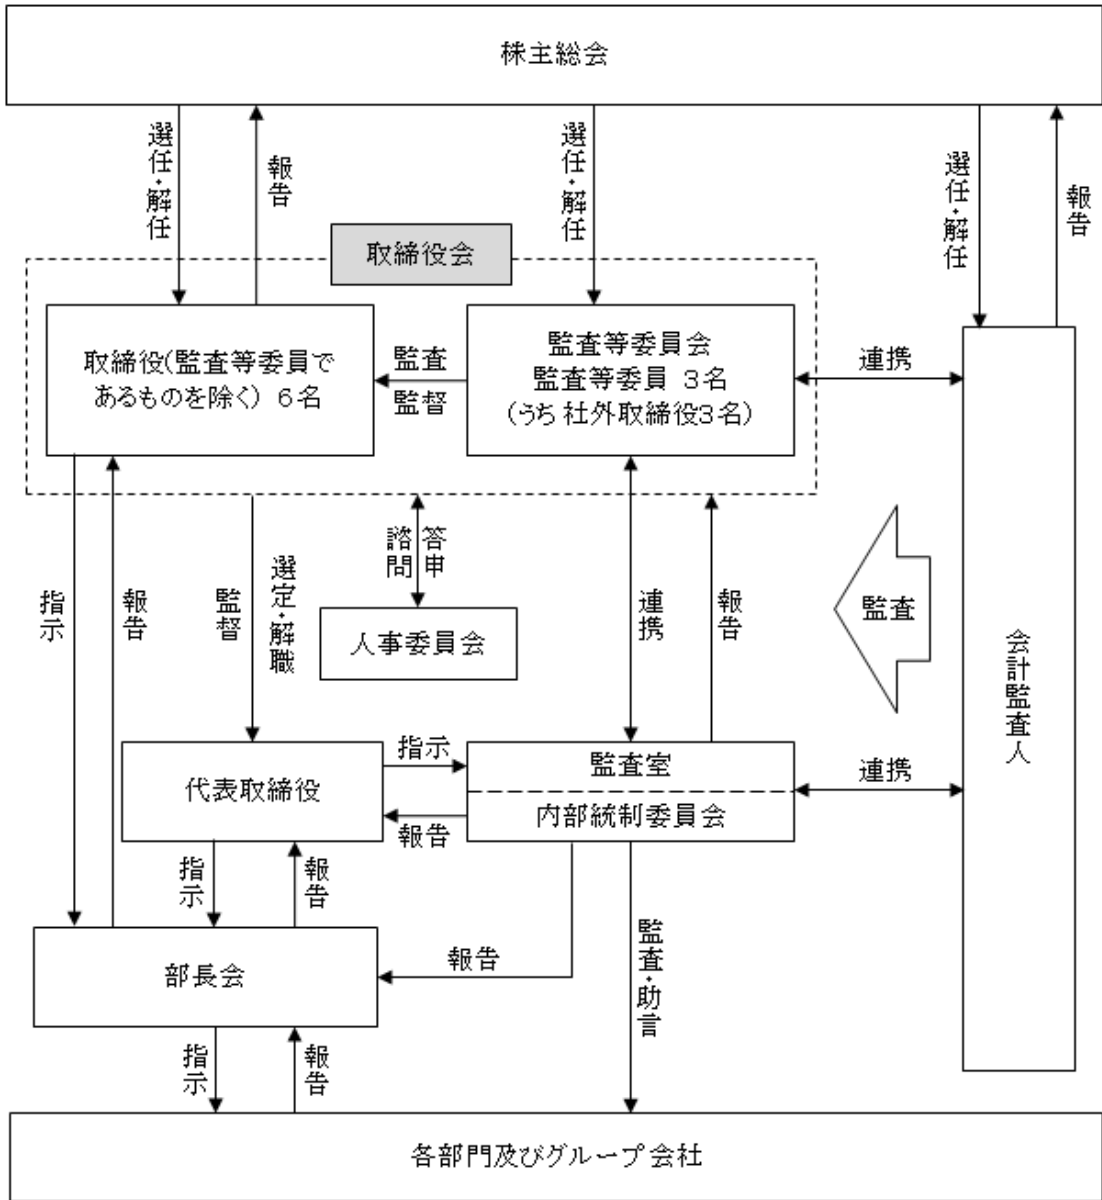 株主総会
選任・解任
報告
選任・解任
選任・解任
報告
取締役会
取締役(監査等委員で
あるものを除く) 6名
監査
監督
監査等委員会
監査等委員 3名
(うち社外取締役3名)
連携
指示
報告
監督
選定・解職
諮問
答申
人事委員会
連携
報告
監査
会計監査人
代表取締役
指示
報告
監査室
内部統制委員会
連携
指示
報告
部長会
報告
監査・助言
指示
報告
各部門及びグループ会社